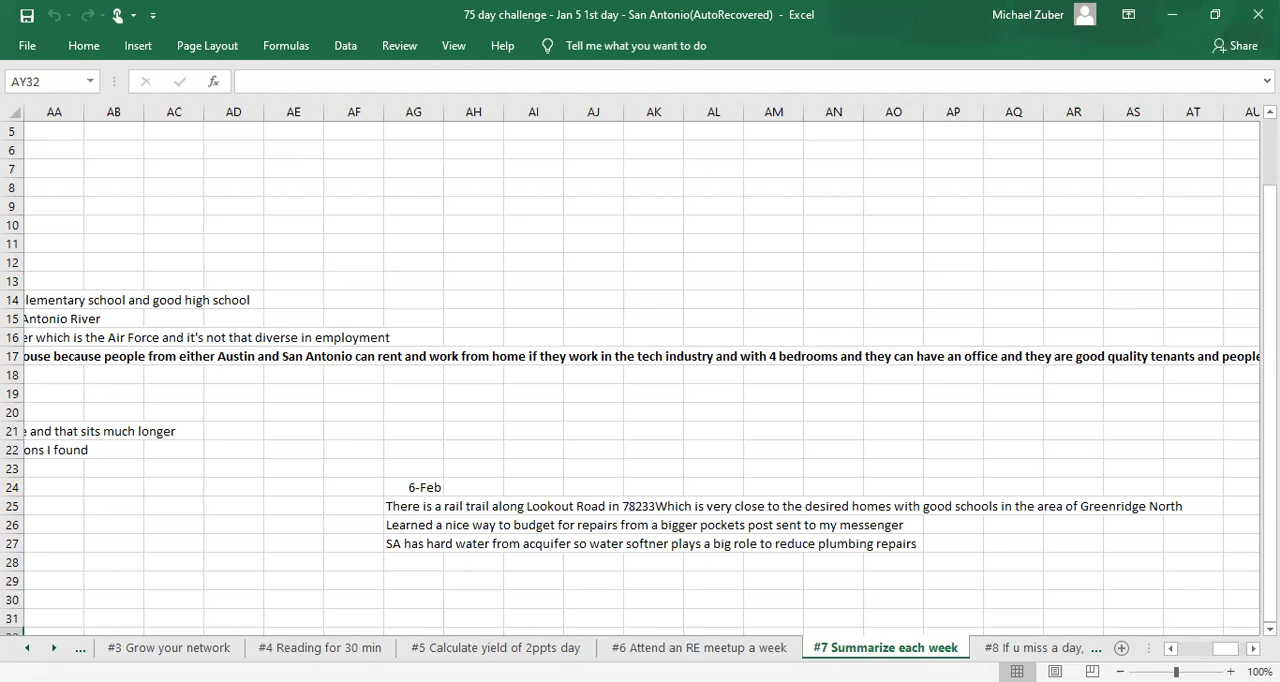 75 day challenge - Jan 5 1st day - San Antonio(AutoRecovered) - Excel
Michael Zuber
File Home Insert Page Layout Formulas Data Review View Help Tell me what you want to do Share
AY32 fx
AA AB AC AD AE AF AG AH AI AJ AK AL AM AN AO AP AQ AR AS AT AU
5
6
7
8
9
10
11
12
13
14 lementary school and good high school
15 Antonio River
16 er which is the Air Force and it's not that diverse in employment
17 ouse because people from either Austin and San Antonio can rent and work from home if they work in the tech industry and with 4 bedrooms and they can have an office and they are good quality tenants and people
18
19
20
21 e and that sits much longer
22 ons I found
23
24 6-Feb
25 There is a rail trail along Lookout Road in 78233Which is very close to the desired homes with good schools in the area of Greenridge North
26 Learned a nice way to budget for repairs from a bigger pockets post sent to my messenger
27 SA has hard water from acquifer so water softner plays a big role to reduce plumbing repairs
28
29
30
31
... #3 Grow your network #4 Reading for 30 min #5 Calculate yield of 2ppts day #6 Attend an RE meetup a week #7 Summarize each week #8 If u miss a day, ...
100%